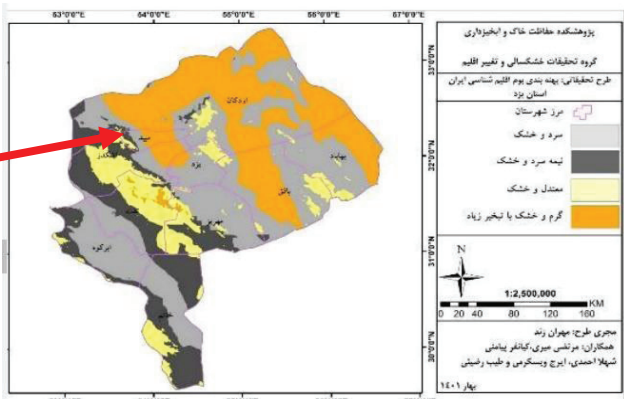 63°0'0"E 64°0'0"E 65°0'0"E 66°0'0"E 67°0'0"E
33°0'0"N
32°0'0"N
31°0'0"N
30°0'0"N
اردکان
میبد
یزد
بهاباد
بافق
مهریز
ابرکوه
پژوهشکده حفاظت خاک و ابخیزداری
گروه تحقیقات خشکسالی و تغییر اقلیم
طرح تحقیقاتی: پهنه بندی بوم اقلیم شناسی ایران
استان یزد
مرز شهرستان
سرد و خشک
نیمه سرد و خشک
معتدل و خشک
گرم و خشک با تبخیر زیاد
N
1:2,500,000
KM
0 20 40 80 120 160
مجری طرح: مهران زند
همکاران: مرتضی میری،کیانفر پیامنی
شهلا احمدی، ایرج ویسکرمی و طیب رضیئی
بهار ۱۴۰۱